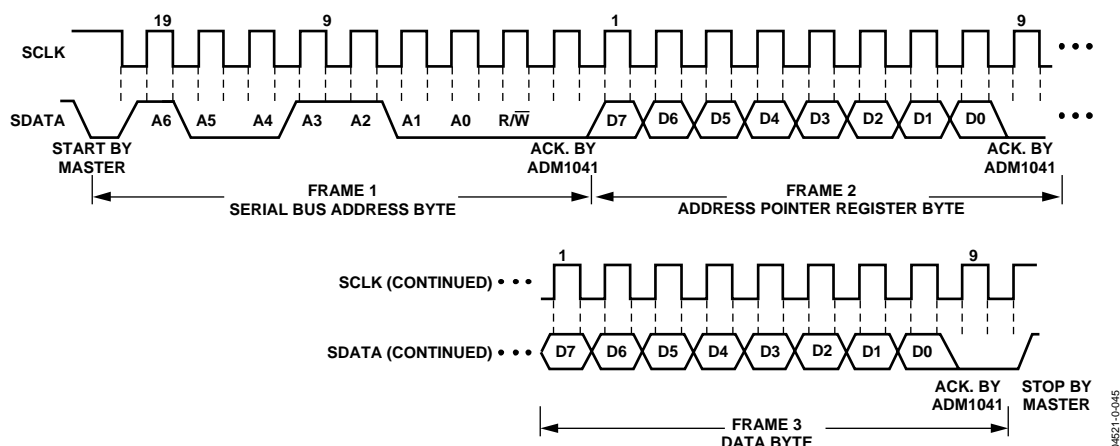 19 9 1 9
SCLK
SDATA A6 A5 A4 A3 A2 A1 A0 R/W̅ D7 D6 D5 D4 D3 D2 D1 D0
START BY MASTER
ACK. BY ADM1041
ACK. BY ADM1041
FRAME 1
SERIAL BUS ADDRESS BYTE
FRAME 2
ADDRESS POINTER REGISTER BYTE
1 9
SCLK (CONTINUED)
SDATA (CONTINUED) D7 D6 D5 D4 D3 D2 D1 D0
ACK. BY ADM1041
STOP BY MASTER
FRAME 3
DATA BYTE
04521-0-045